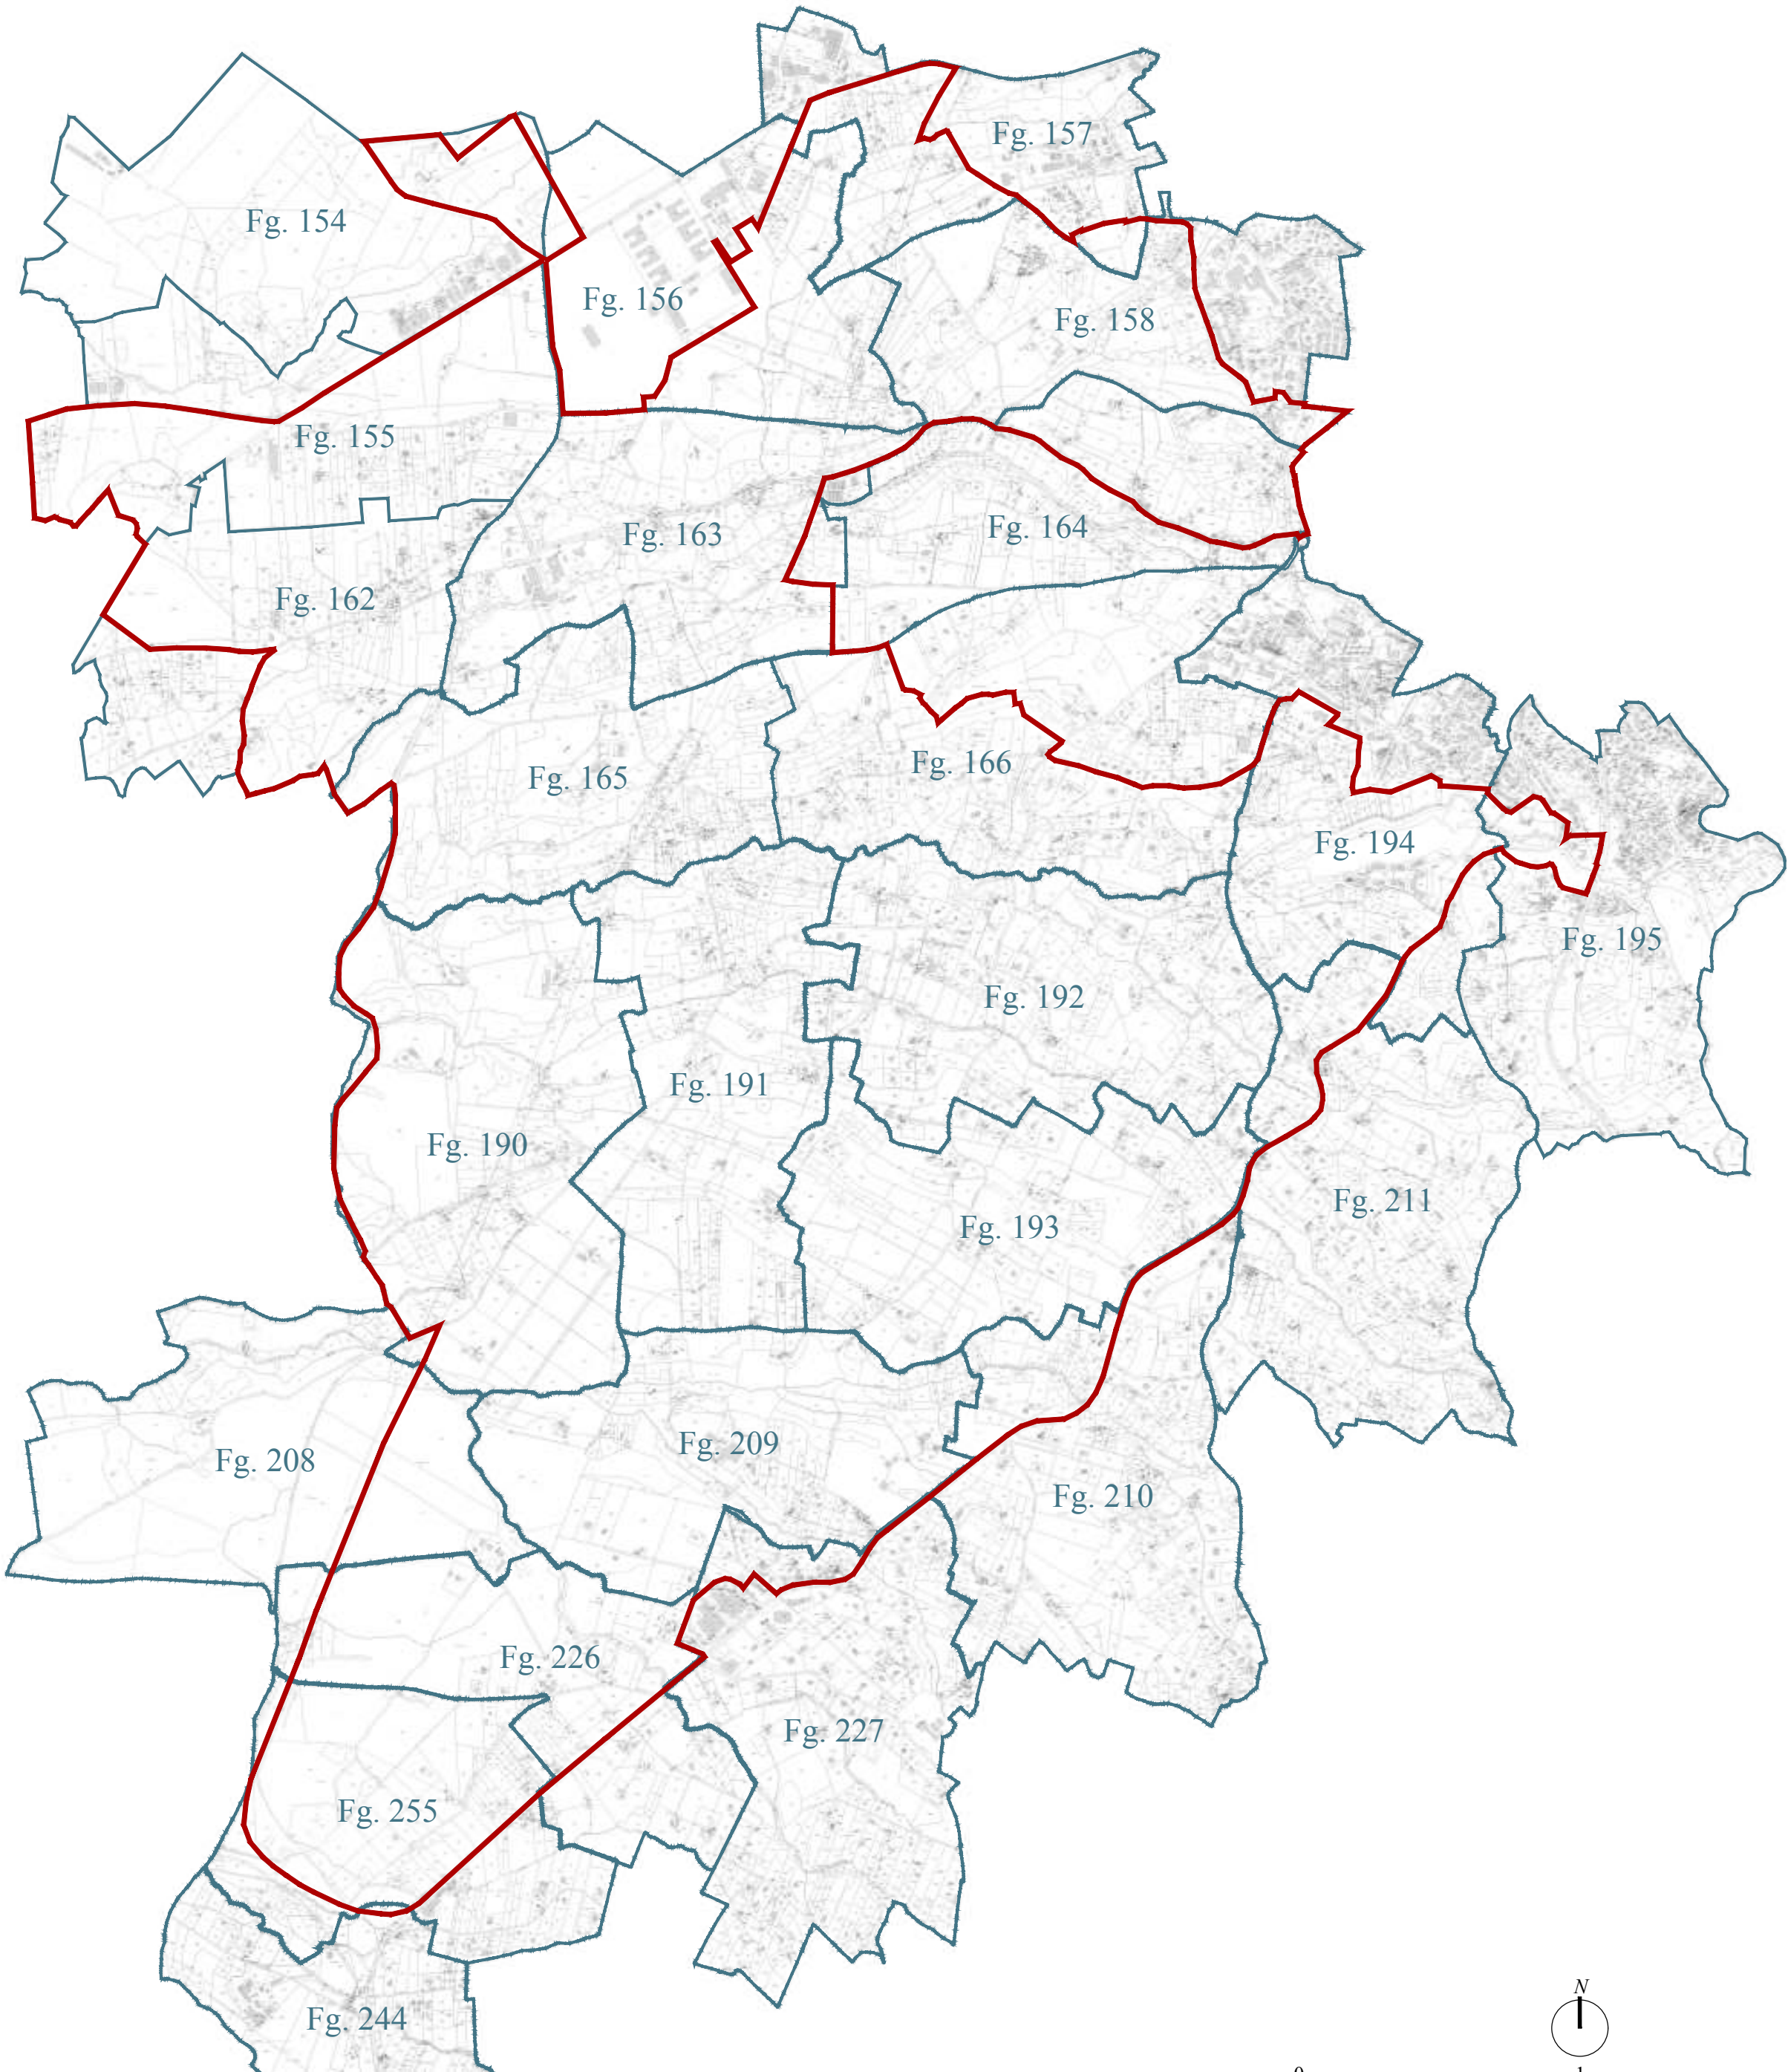 Fg. 157
Fg. 154
Fg. 156
Fg. 158
Fg. 155
Fg. 163
Fg. 164
Fg. 162
Fg. 165
Fg. 166
Fg. 194
Fg. 195
Fg. 192
Fg. 191
Fg. 190
Fg. 211
Fg. 193
Fg. 209
Fg. 208
Fg. 210
Fg. 226
Fg. 227
Fg. 255
N
Fg. 244